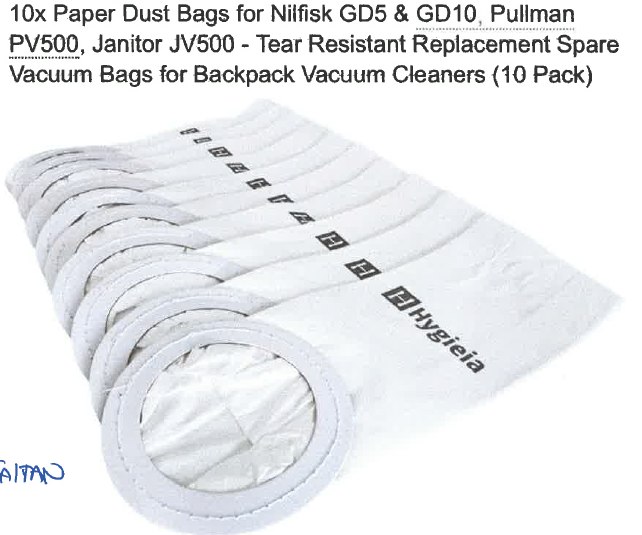 10x Paper Dust Bags for Nilfisk GD5 & GD10, Pullman
PV500, Janitor JV500 - Tear Resistant Replacement Spare
Vacuum Bags for Backpack Vacuum Cleaners (10 Pack)
H Hygieia
AITAN